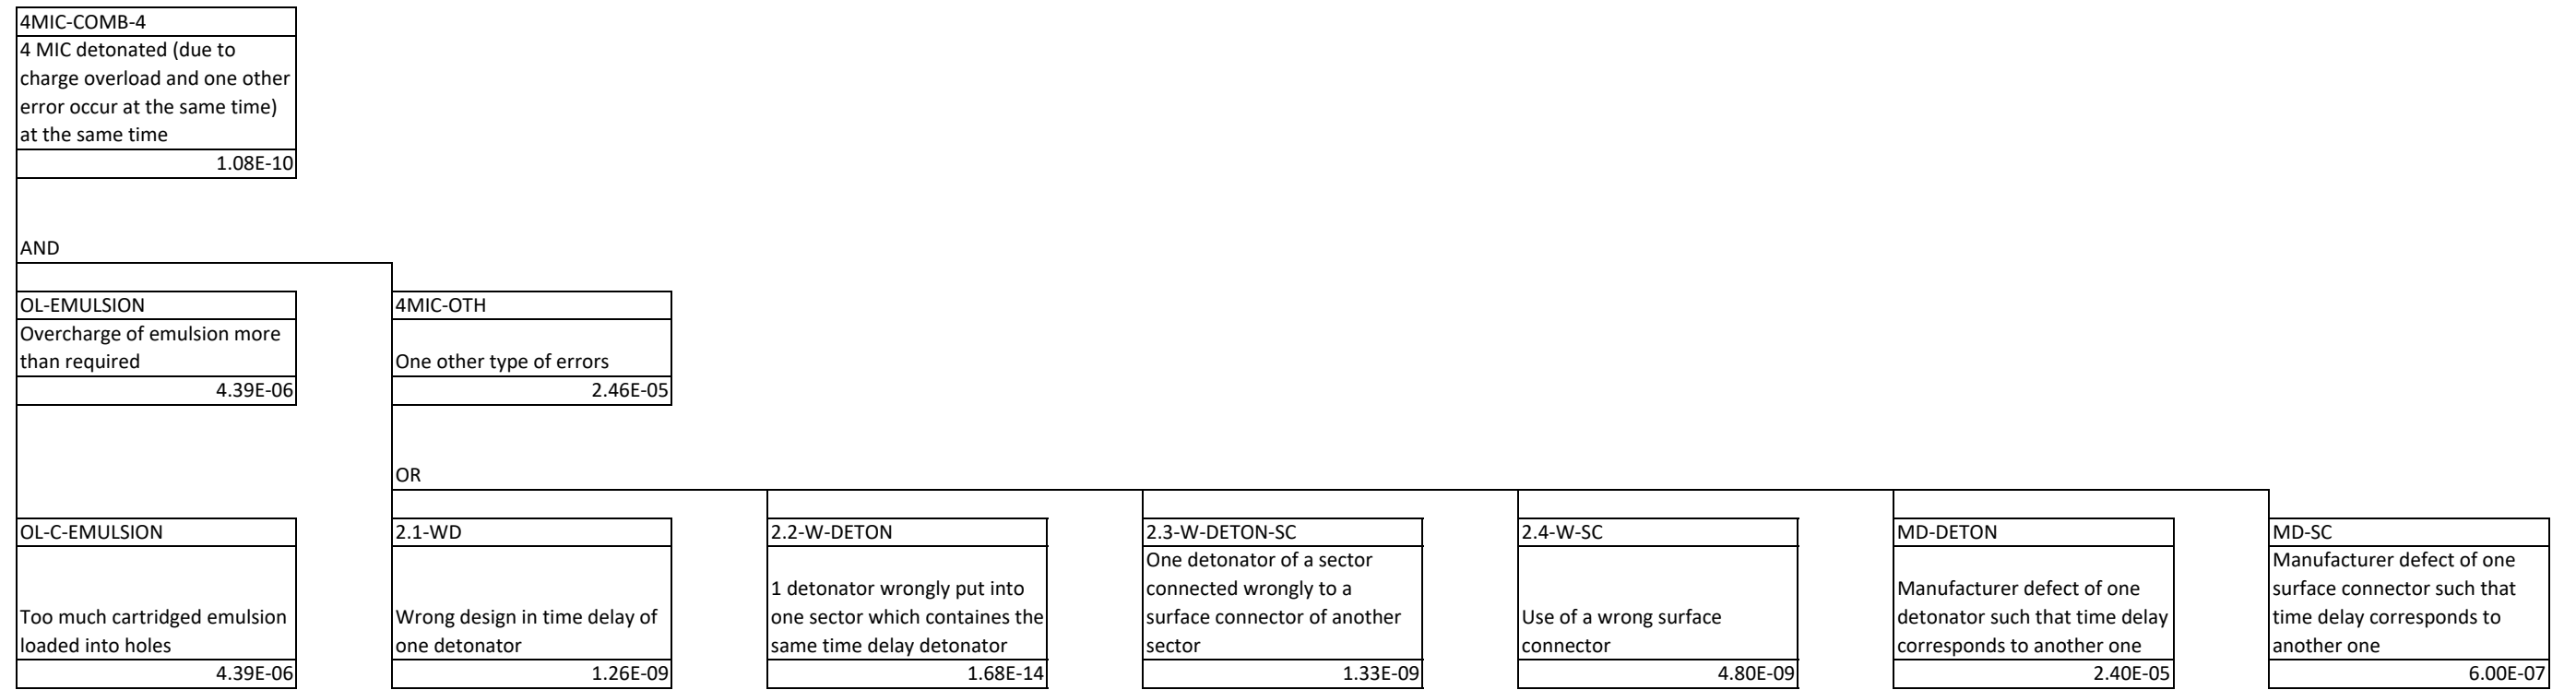 4MIC-COMB-4
4 MIC detonated (due to
charge overload and one other
error occur at the same time)
at the same time
1.08E-10
AND
OL-EMULSION
Overcharge of emulsion more
than required
4.39E-06
4MIC-OTH
One other type of errors
2.46E-05
OR
OL-C-EMULSION
Too much cartridged emulsion
loaded into holes
4.39E-06
2.1-WD
Wrong design in time delay of
one detonator
1.26E-09
2.2-W-DETON
1 detonator wrongly put into
one sector which containes the
same time delay detonator
1.68E-14
2.3-W-DETON-SC
One detonator of a sector
connected wrongly to a
surface connector of another
sector
1.33E-09
2.4-W-SC
Use of a wrong surface
connector
4.80E-09
MD-DETON
Manufacturer defect of one
detonator such that time delay
corresponds to another one
2.40E-05
MD-SC
Manufacturer defect of one
surface connector such that
time delay corresponds to
another one
6.00E-07